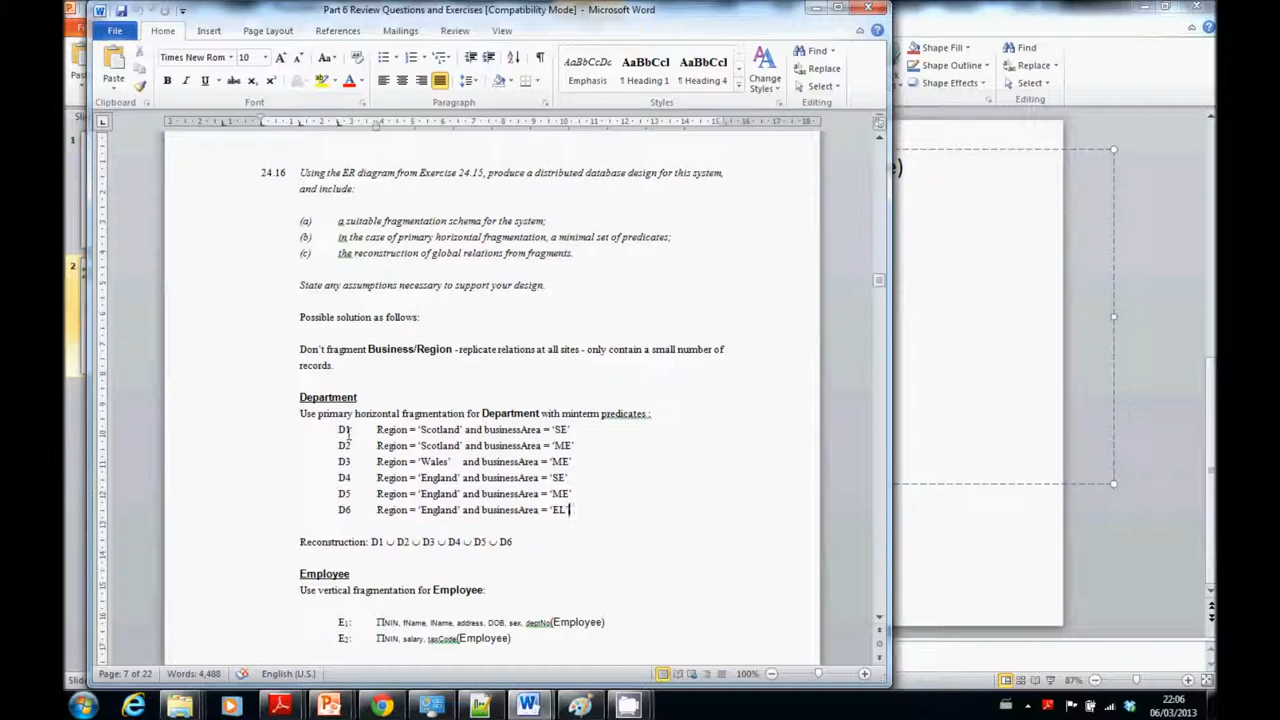 Part 6 Review Questions and Exercises [Compatibility Mode] - Microsoft Word
File Home Insert Page Layout References Mailings Review View
Times New Rom 10
Paste
Clipboard Font Paragraph Styles Editing
AaBbCcDc AaBbCc AaBbCc
Emphasis ¶ Heading 1 ¶ Heading 4
Change Styles
Find
Replace
Select
Shape Fill
Shape Outline
Shape Effects
Find
Replace
Select
Editing
24.16 Using the ER diagram from Exercise 24.15, produce a distributed database design for this system,
and include:
(a) a suitable fragmentation schema for the system;
(b) in the case of primary horizontal fragmentation, a minimal set of predicates;
(c) the reconstruction of global relations from fragments.
State any assumptions necessary to support your design.
Possible solution as follows:
Don't fragment Business/Region - replicate relations at all sites - only contain a small number of
records.
Department
Use primary horizontal fragmentation for Department with minterm predicates :
D1 Region = 'Scotland' and businessArea = 'SE'
D2 Region = 'Scotland' and businessArea = 'ME'
D3 Region = 'Wales' and businessArea = 'ME'
D4 Region = 'England' and businessArea = 'SE'
D5 Region = 'England' and businessArea = 'ME'
D6 Region = 'England' and businessArea = 'EL'
Reconstruction: D1 ∪ D2 ∪ D3 ∪ D4 ∪ D5 ∪ D6
Employee
Use vertical fragmentation for Employee:
E1: ΠNIN, fName, lName, address, DOB, sex, deptNo(Employee)
E2: ΠNIN, salary, taxCode(Employee)
Page: 7 of 22 Words: 4,488 English (U.S.) 100%
87%
22:06
06/03/2013